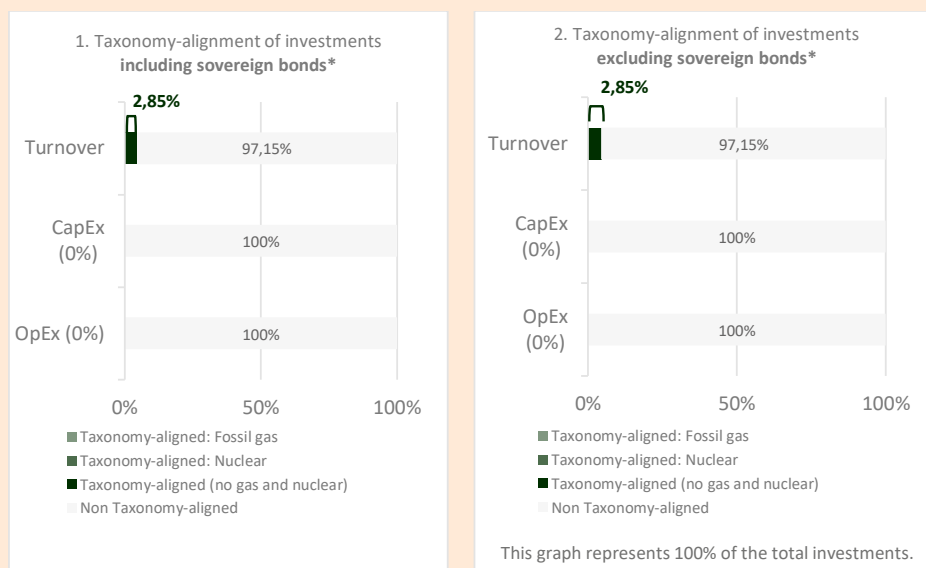 1. Taxonomy-alignment of investments
including sovereign bonds*
2,85%
Turnover
97,15%
CapEx
(0%)
100%
OpEx (0%)
100%
0%
50%
100%
Taxonomy-aligned: Fossil gas
Taxonomy-aligned: Nuclear
Taxonomy-aligned (no gas and nuclear)
Non Taxonomy-aligned
2. Taxonomy-alignment of investments
excluding sovereign bonds*
2,85%
Turnover
97,15%
CapEx
(0%)
100%
OpEx
(0%)
100%
0%
50%
100%
Taxonomy-aligned: Fossil gas
Taxonomy-aligned: Nuclear
Taxonomy-aligned (no gas and nuclear)
Non Taxonomy-aligned
This graph represents 100% of the total investments.